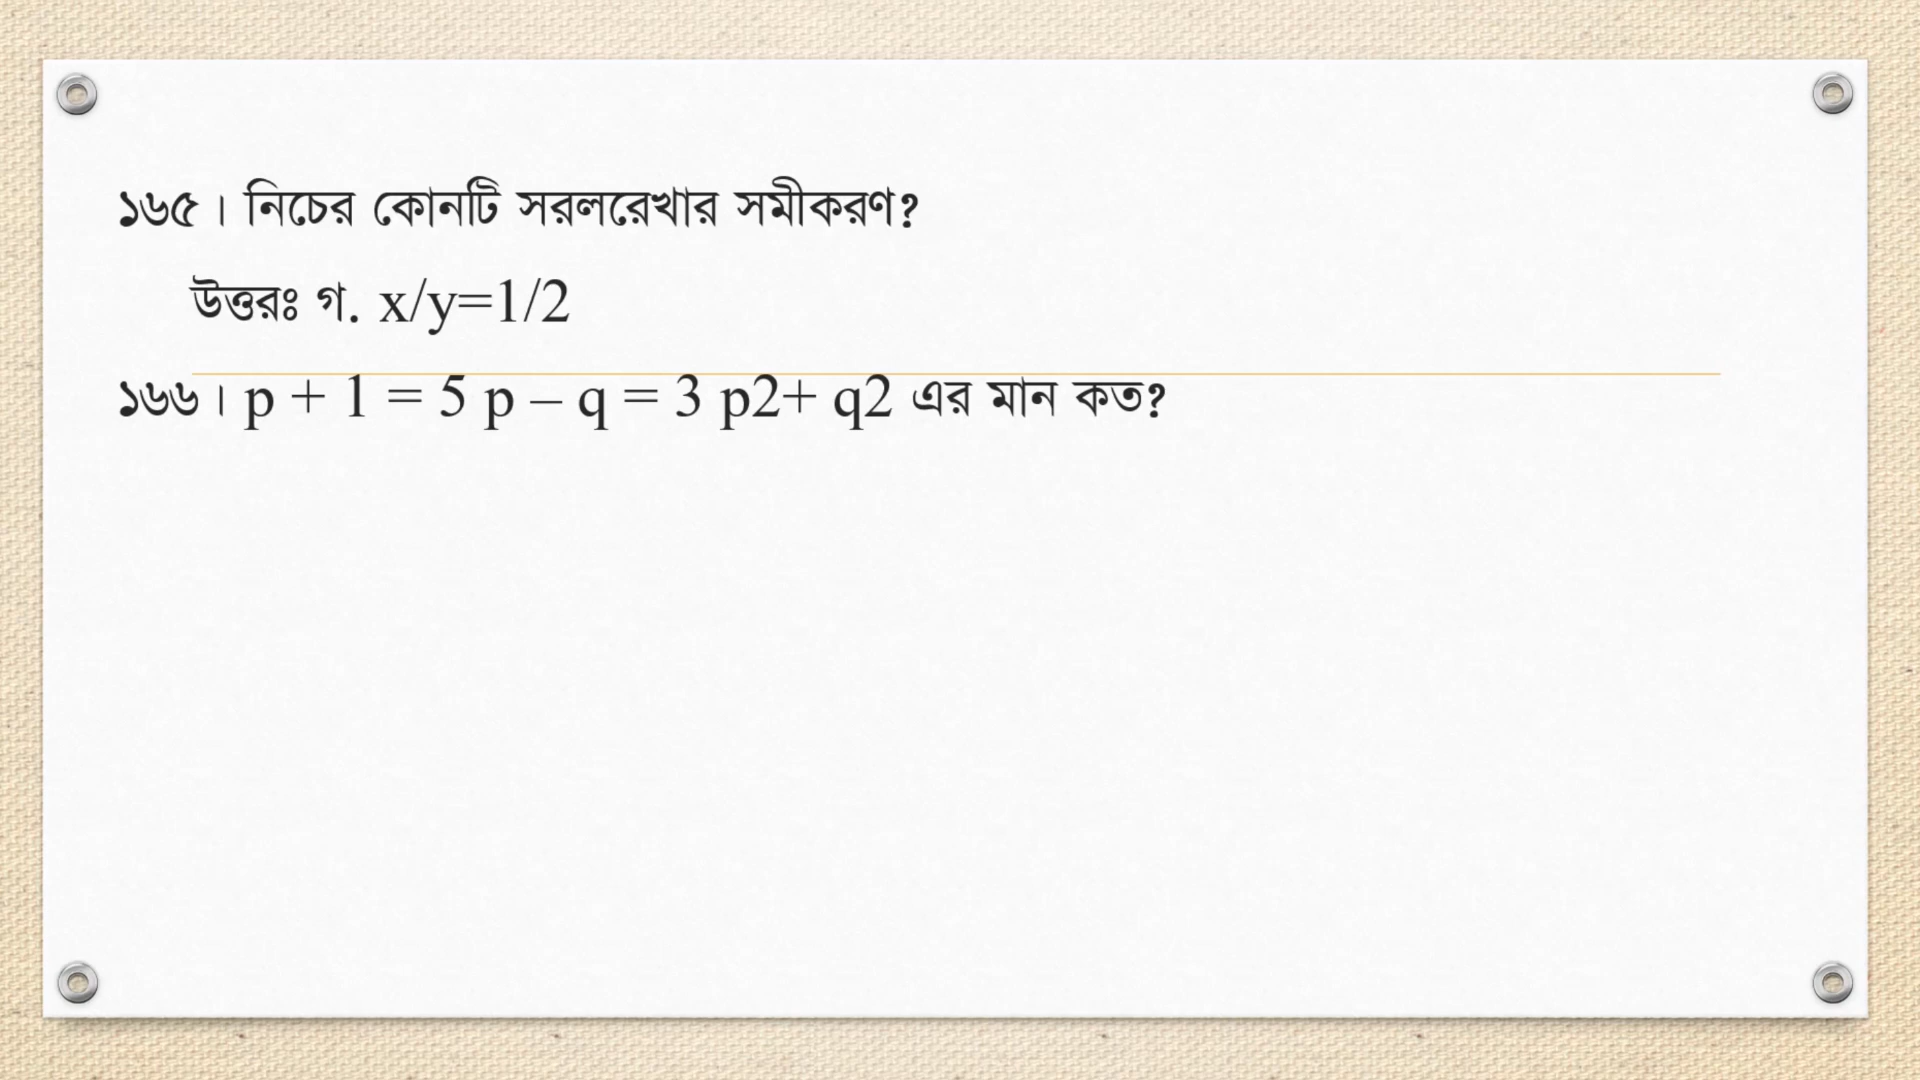 ১৬৫। নিচের কোনটি সরলরেখার সমীকরণ?
উত্তরঃ গ. x/y=1/2
১৬৬। p + 1 = 5 p – q = 3 p2+ q2 এর মান কত?